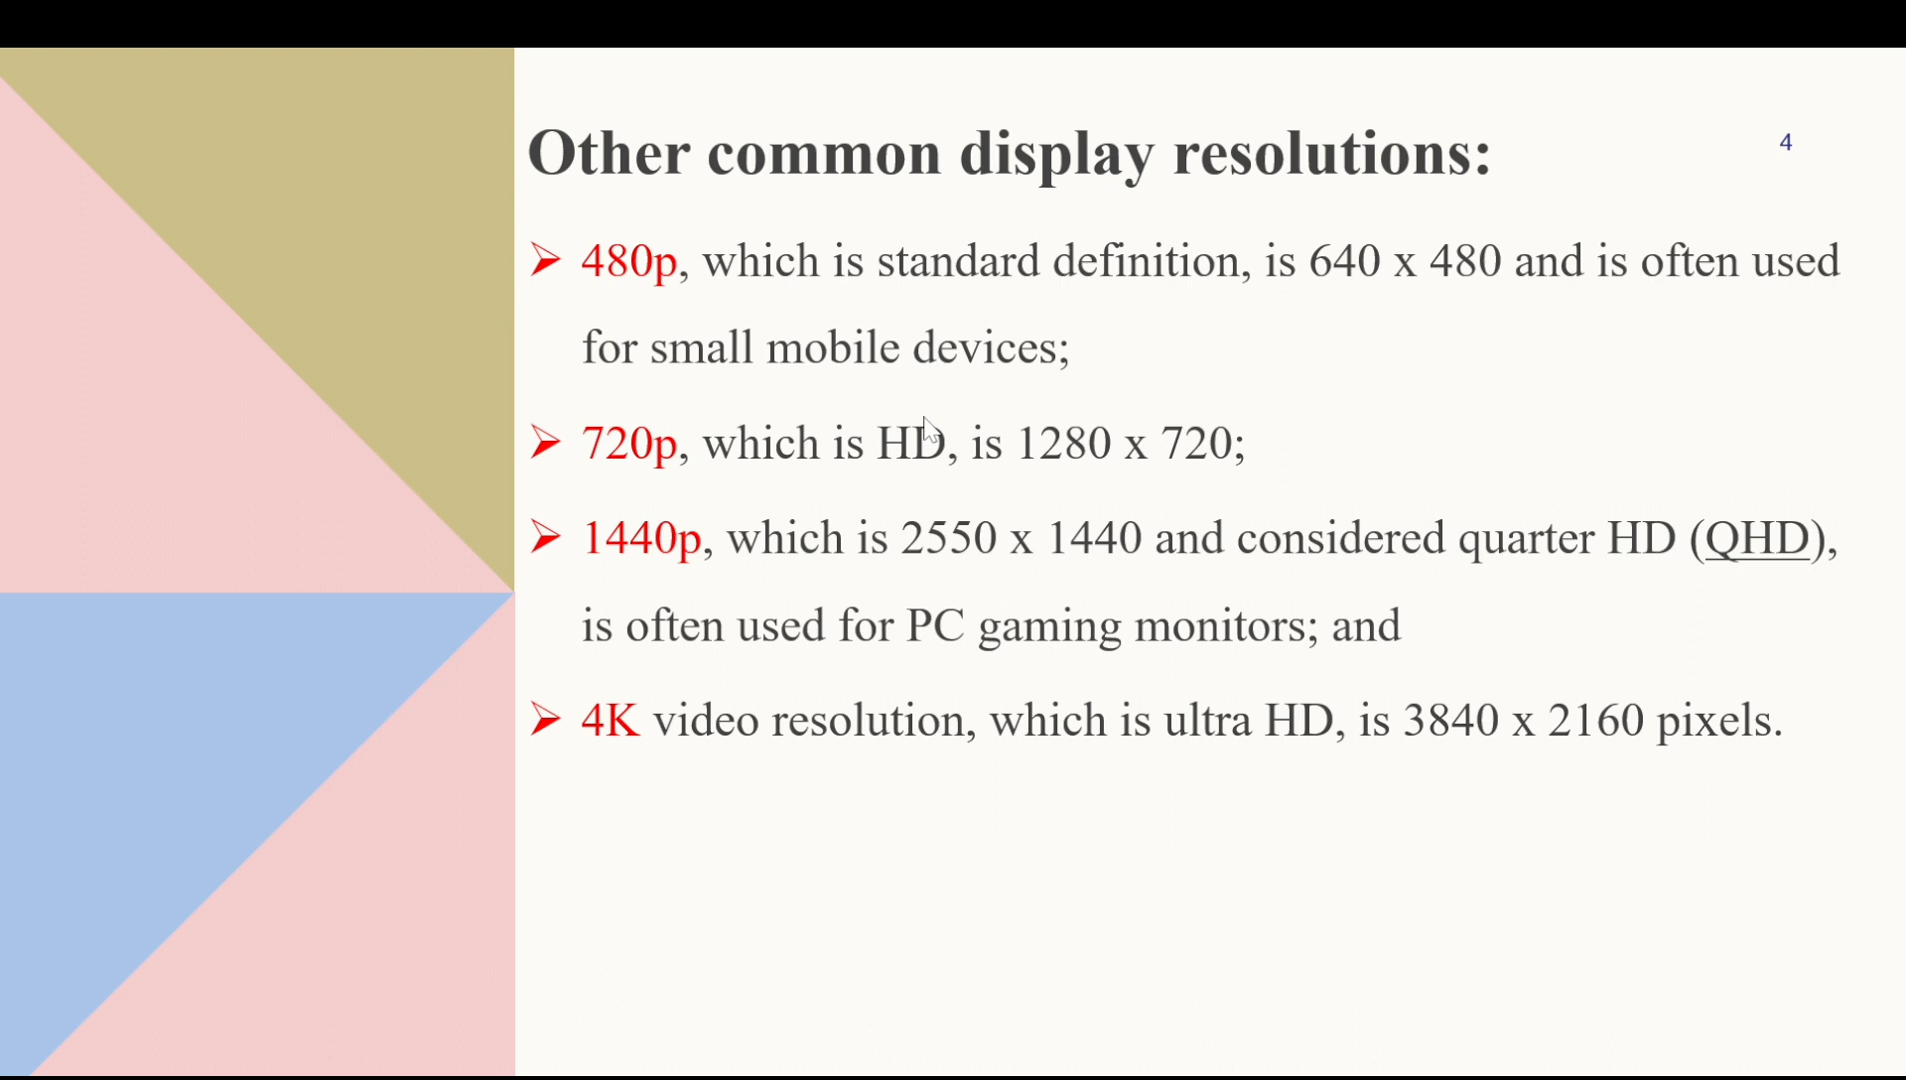 Other common display resolutions:
4
➢ 480p, which is standard definition, is 640 x 480 and is often used
for small mobile devices;
➢ 720p, which is HD, is 1280 x 720;
➢ 1440p, which is 2550 x 1440 and considered quarter HD (QHD),
is often used for PC gaming monitors; and
➢ 4K video resolution, which is ultra HD, is 3840 x 2160 pixels.